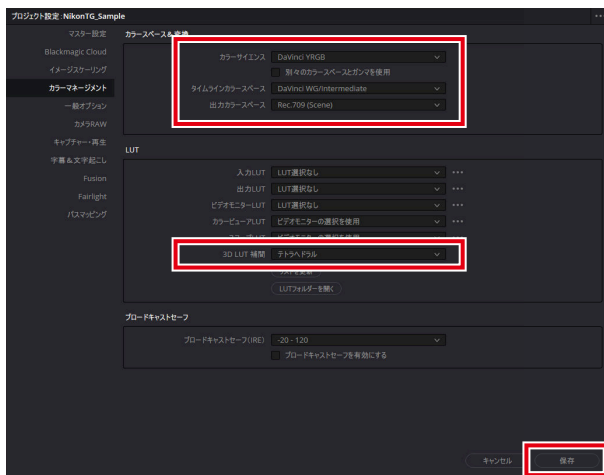 プロジェクト設定: NikonTG_Sample
マスター設定
Blackmagic Cloud
イメージスケーリング
カラーマネージメント
一般オプション
カメラRAW
キャプチャー・再生
字幕&文字起こし
Fusion
Fairlight
パスマッピング
カラースペース&変換
カラーサイエンス DaVinci YRGB
別々のカラースペースとガンマを使用
タイムラインカラースペース DaVinci WG/Intermediate
出力カラースペース Rec.709 (Scene)
LUT
入力LUT LUT選択なし
出力LUT LUT選択なし
ビデオモニターLUT LUT選択なし
カラービューアLUT ビデオモニターの選択を使用
3D LUT 補間 テトラヘドラル
LUTフォルダーを開く
ブロードキャストセーフ
ブロードキャストセーフ(IRE) -20 - 120
ブロードキャストセーフを有効にする
キャンセル 保存